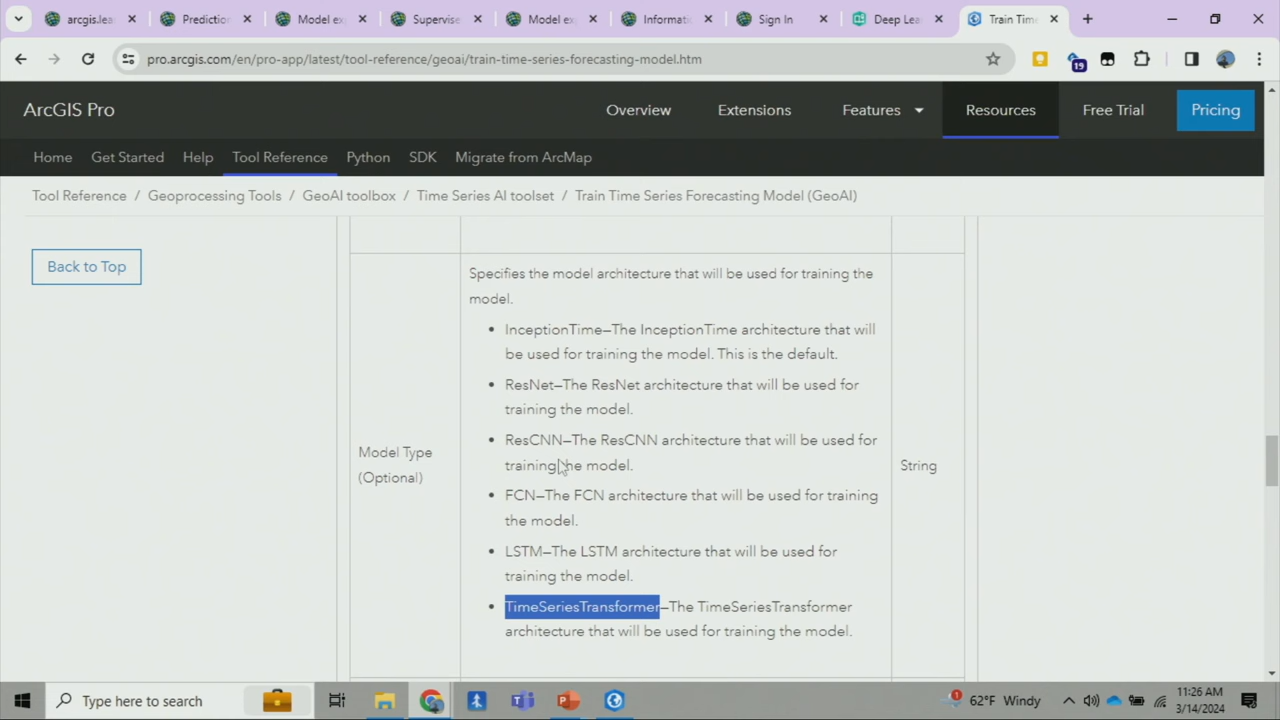 arcgis.lea
Prediction
Model ex
Supervise
Model ex
Informati
Sign In
Deep Lea
Train Tim
pro.arcgis.com/en/pro-app/latest/tool-reference/geoai/train-time-series-forecasting-model.htm
19
ArcGIS Pro
Overview
Extensions
Features
Resources
Free Trial
Pricing
Home
Get Started
Help
Tool Reference
Python
SDK
Migrate from ArcMap
Tool Reference / Geoprocessing Tools / GeoAI toolbox / Time Series AI toolset / Train Time Series Forecasting Model (GeoAI)
Back to Top
Model Type
(Optional)
Specifies the model architecture that will be used for training the
model.
• InceptionTime—The InceptionTime architecture that will
be used for training the model. This is the default.
• ResNet—The ResNet architecture that will be used for
training the model.
• ResCNN—The ResCNN architecture that will be used for
training the model.
• FCN—The FCN architecture that will be used for training
the model.
• LSTM—The LSTM architecture that will be used for
training the model.
• TimeSeriesTransformer—The TimeSeriesTransformer
architecture that will be used for training the model.
String
Type here to search
1
62°F Windy
11:26 AM
3/14/2024